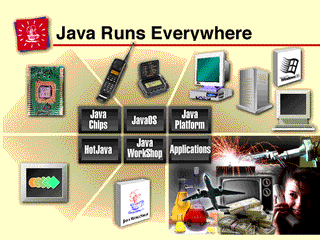 Java Runs Everywhere
Java
Chips
JavaOS
Java
Platform
HotJava
Java
WorkShop
Applications